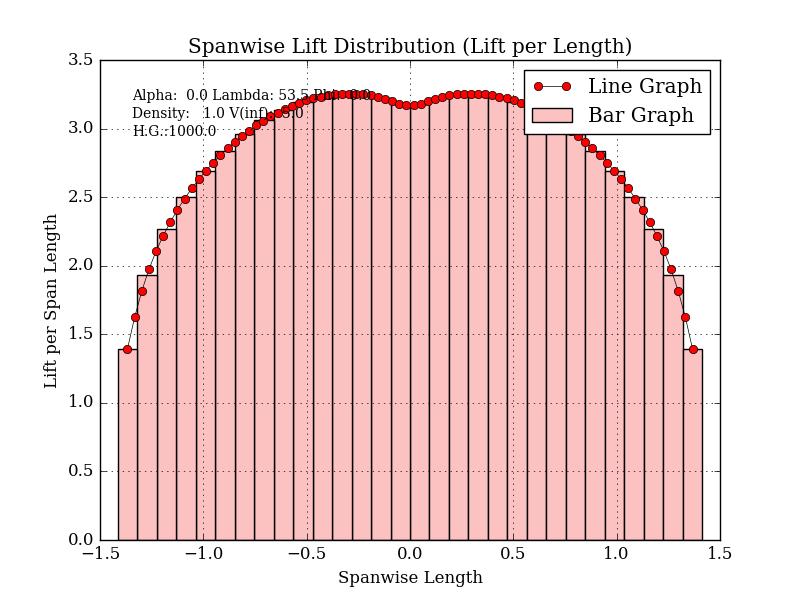 Spanwise Lift Distribution (Lift per Length)
3.5
3.0
2.5
2.0
1.5
1.0
0.5
0.0
Lift per Span Length
Alpha: 0.0 Lambda: 53.5
Density: 1.0 V(inf)
H.G.:1000.0
Line Graph
Bar Graph
−1.5 −1.0 −0.5 0.0 0.5 1.0 1.5
Spanwise Length